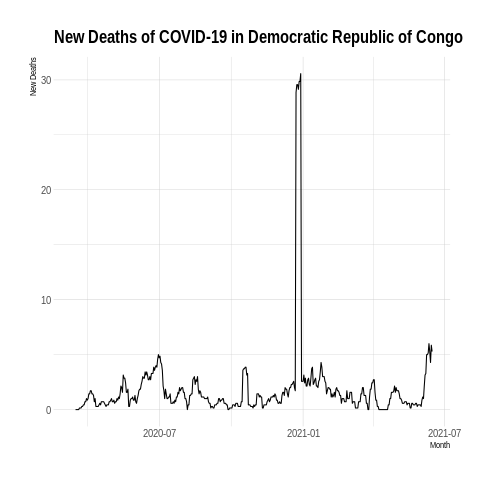 New Deaths of COVID-19 in Democratic Republic of Congo
New Deaths
30
20
10
0
2020-07
2021-01
2021-07
Month